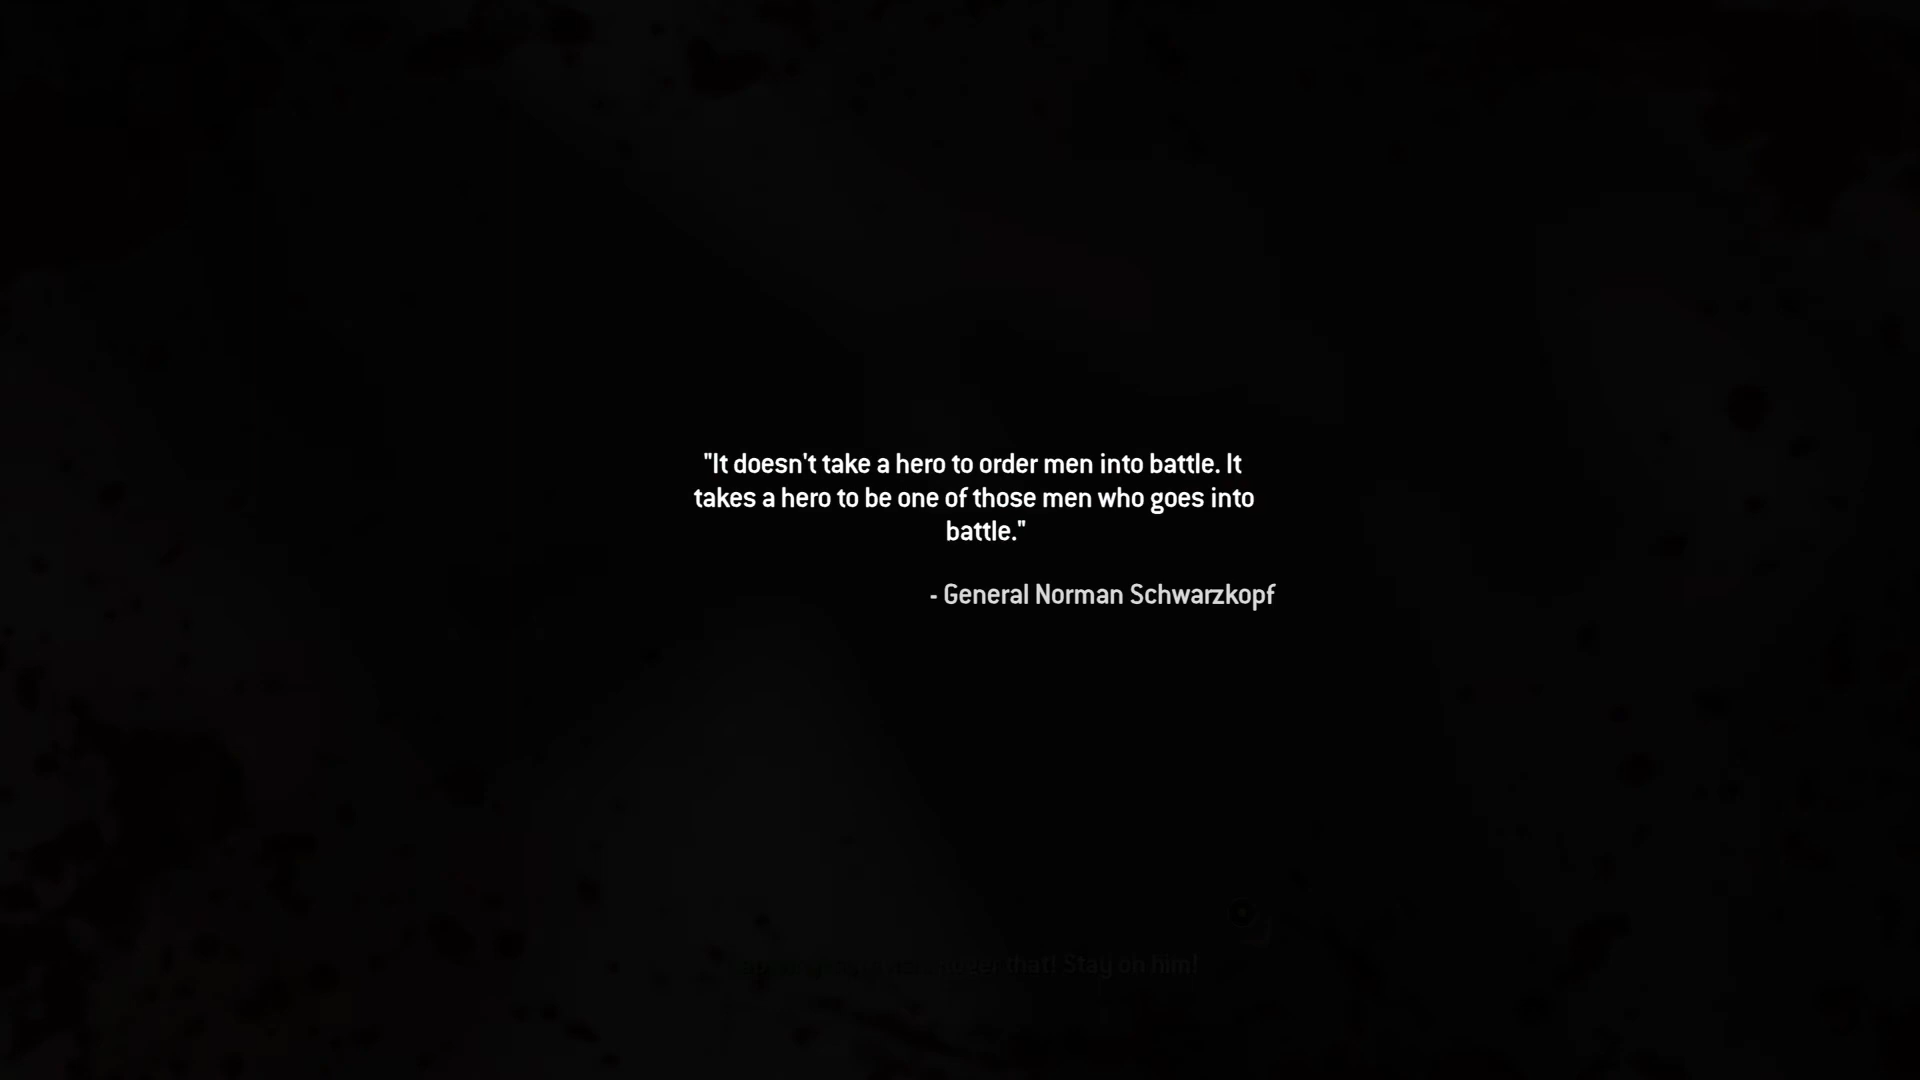 "It doesn't take a hero to order men into battle. It
takes a hero to be one of those men who goes into
battle."
- General Norman Schwarzkopf
that! Stay on him!